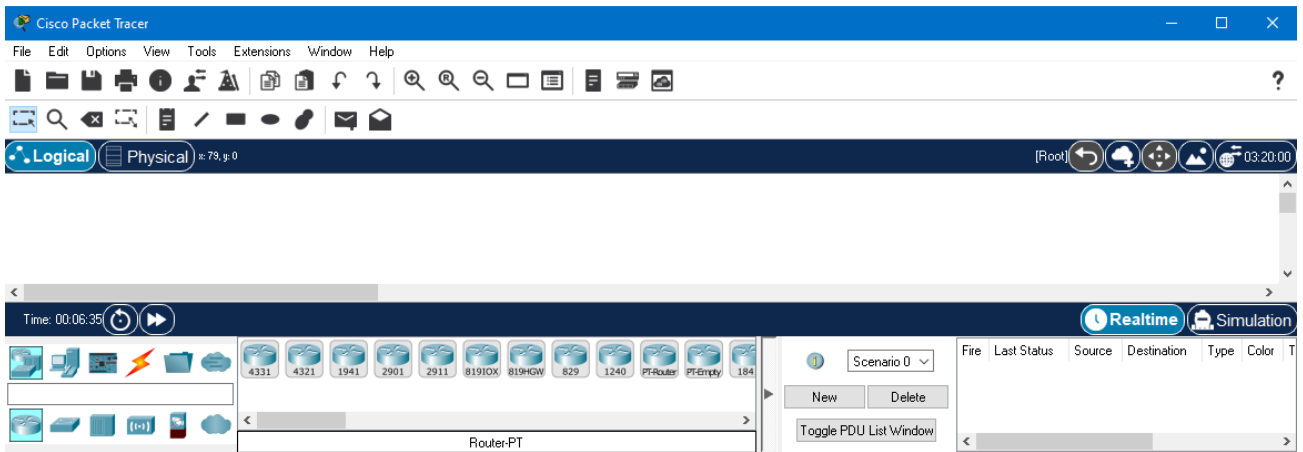 Cisco Packet Tracer
File Edit Options View Tools Extensions Window Help
?
Logical Physical x: 79, y: 0 [Root] 03:20:00
Time: 00:06:35 Realtime Simulation
4331 4321 1941 2901 2911 819IOX 819HGW 829 1240 PT-Router PT-Empty 184
Scenario 0
Fire Last Status Source Destination Type Color T
New Delete
Toggle PDU List Window
Router-PT